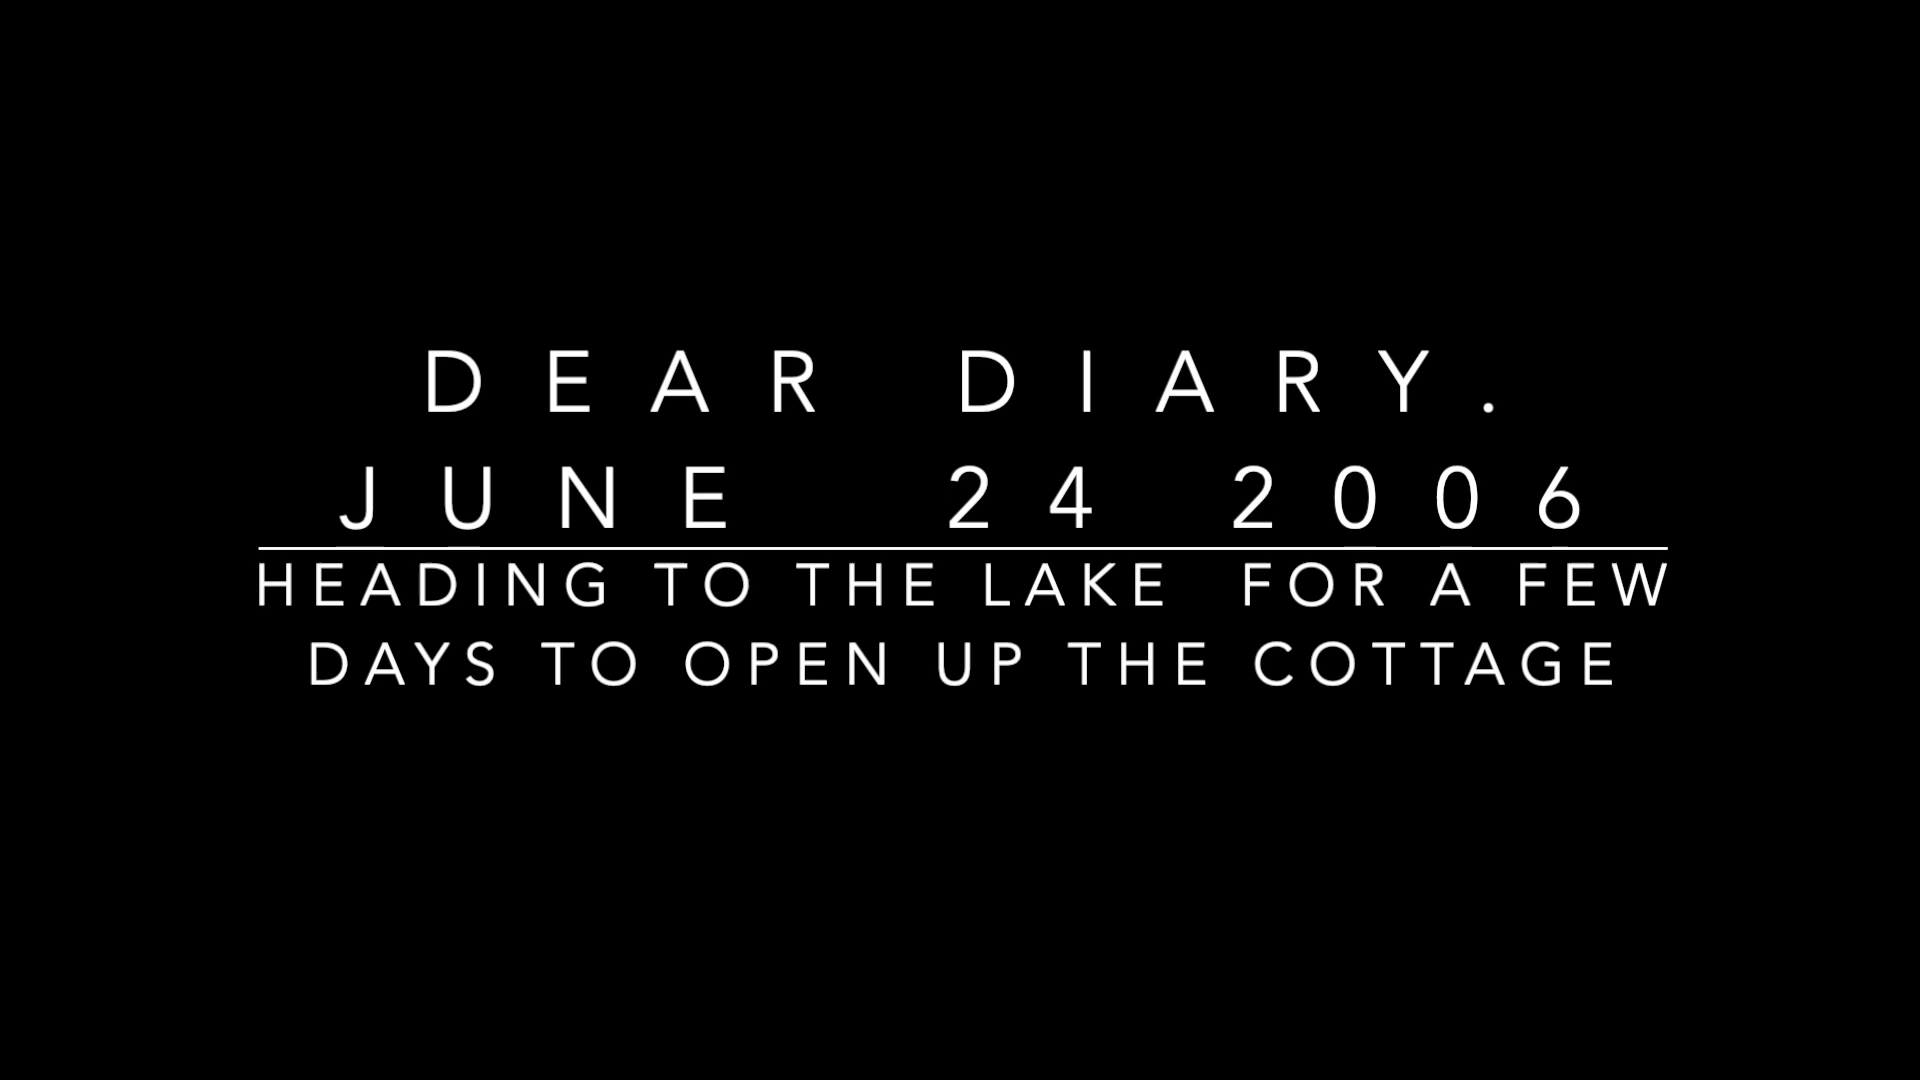 DEAR DIARY.
JUNE 24 2006
HEADING TO THE LAKE FOR A FEW
DAYS TO OPEN UP THE COTTAGE